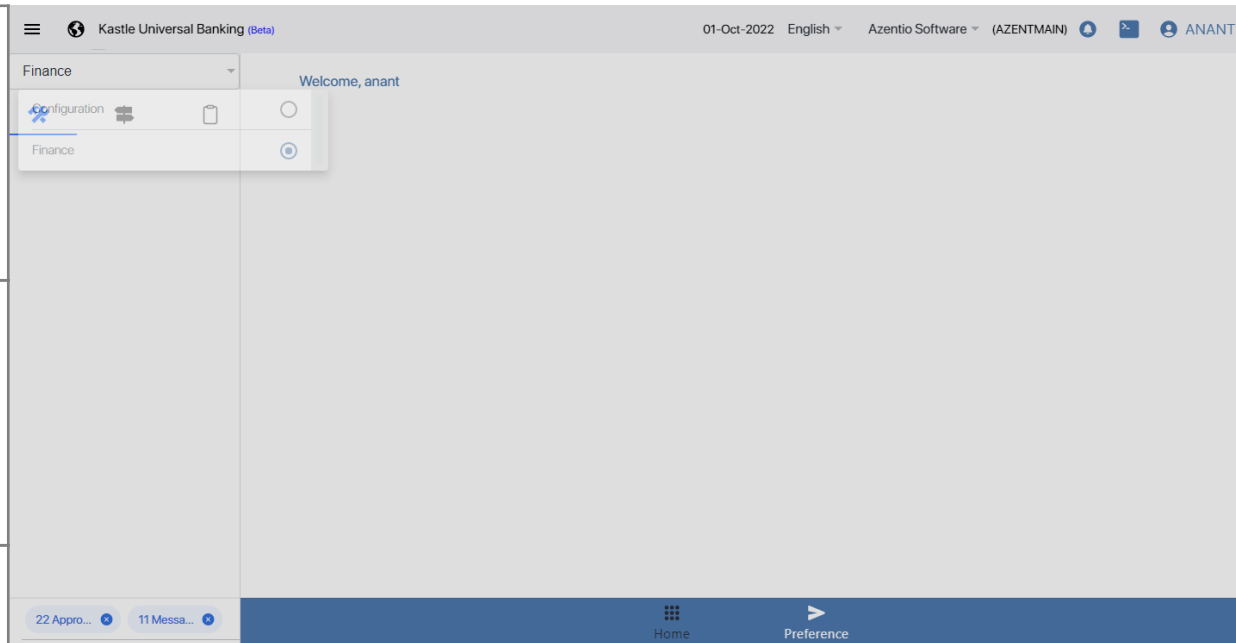 Kastle Universal Banking (Beta)
01-Oct-2022 English Azentio Software (AZENTMAIN) ANANT
Finance
Welcome, anant
Configuration
Finance
22 Appro... 11 Messa...
Home Preference